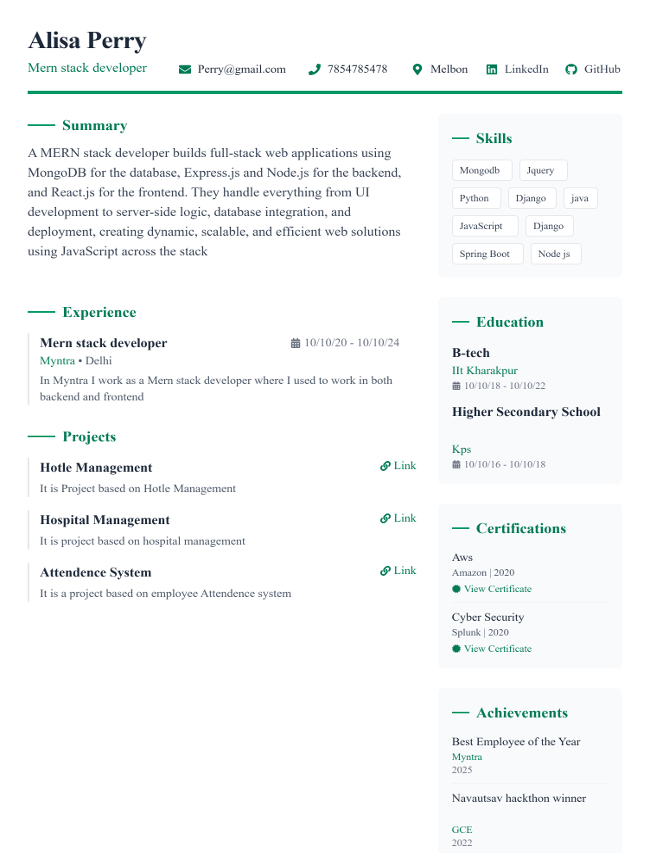 Alisa Perry
Mern stack developer
Perry@gmail.com 7854785478 Melbon LinkedIn GitHub
Summary
A MERN stack developer builds full-stack web applications using
MongoDB for the database, Express.js and Node.js for the backend,
and React.js for the frontend. They handle everything from UI
development to server-side logic, database integration, and
deployment, creating dynamic, scalable, and efficient web solutions
using JavaScript across the stack
Experience
Mern stack developer 10/10/20 - 10/10/24
Myntra • Delhi
In Myntra I work as a Mern stack developer where I used to work in both
backend and frontend
Projects
Hotle Management Link
It is Project based on Hotle Management
Hospital Management Link
It is project based on hospital management
Attendence System Link
It is a project based on employee Attendence system
Skills
Mongodb Jquery
Python Django java
JavaScript Django
Spring Boot Node js
Education
B-tech
IIt Kharakpur
10/10/18 - 10/10/22
Higher Secondary School
Kps
10/10/16 - 10/10/18
Certifications
Aws
Amazon | 2020
View Certificate
Cyber Security
Splunk | 2020
View Certificate
Achievements
Best Employee of the Year
Myntra
2025
Navautsav hackthon winner
GCE
2022